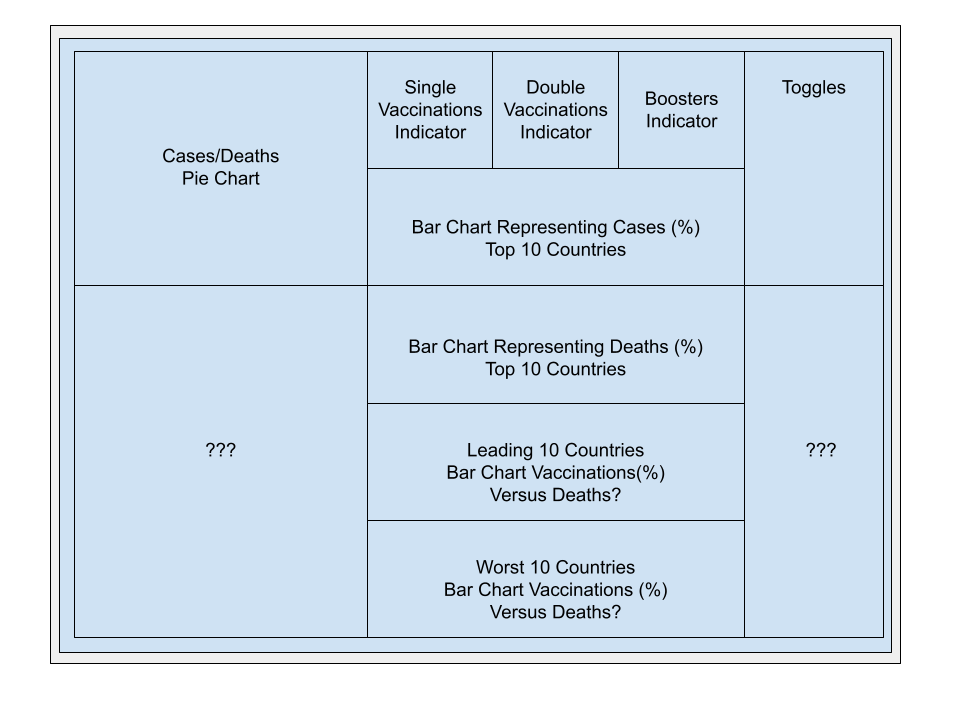 Cases/Deaths
Pie Chart
Single
Vaccinations
Indicator
Double
Vaccinations
Indicator
Boosters
Indicator
Toggles
Bar Chart Representing Cases (%)
Top 10 Countries
???
Bar Chart Representing Deaths (%)
Top 10 Countries
Leading 10 Countries
Bar Chart Vaccinations(%)
Versus Deaths?
Worst 10 Countries
Bar Chart Vaccinations (%)
Versus Deaths?
???